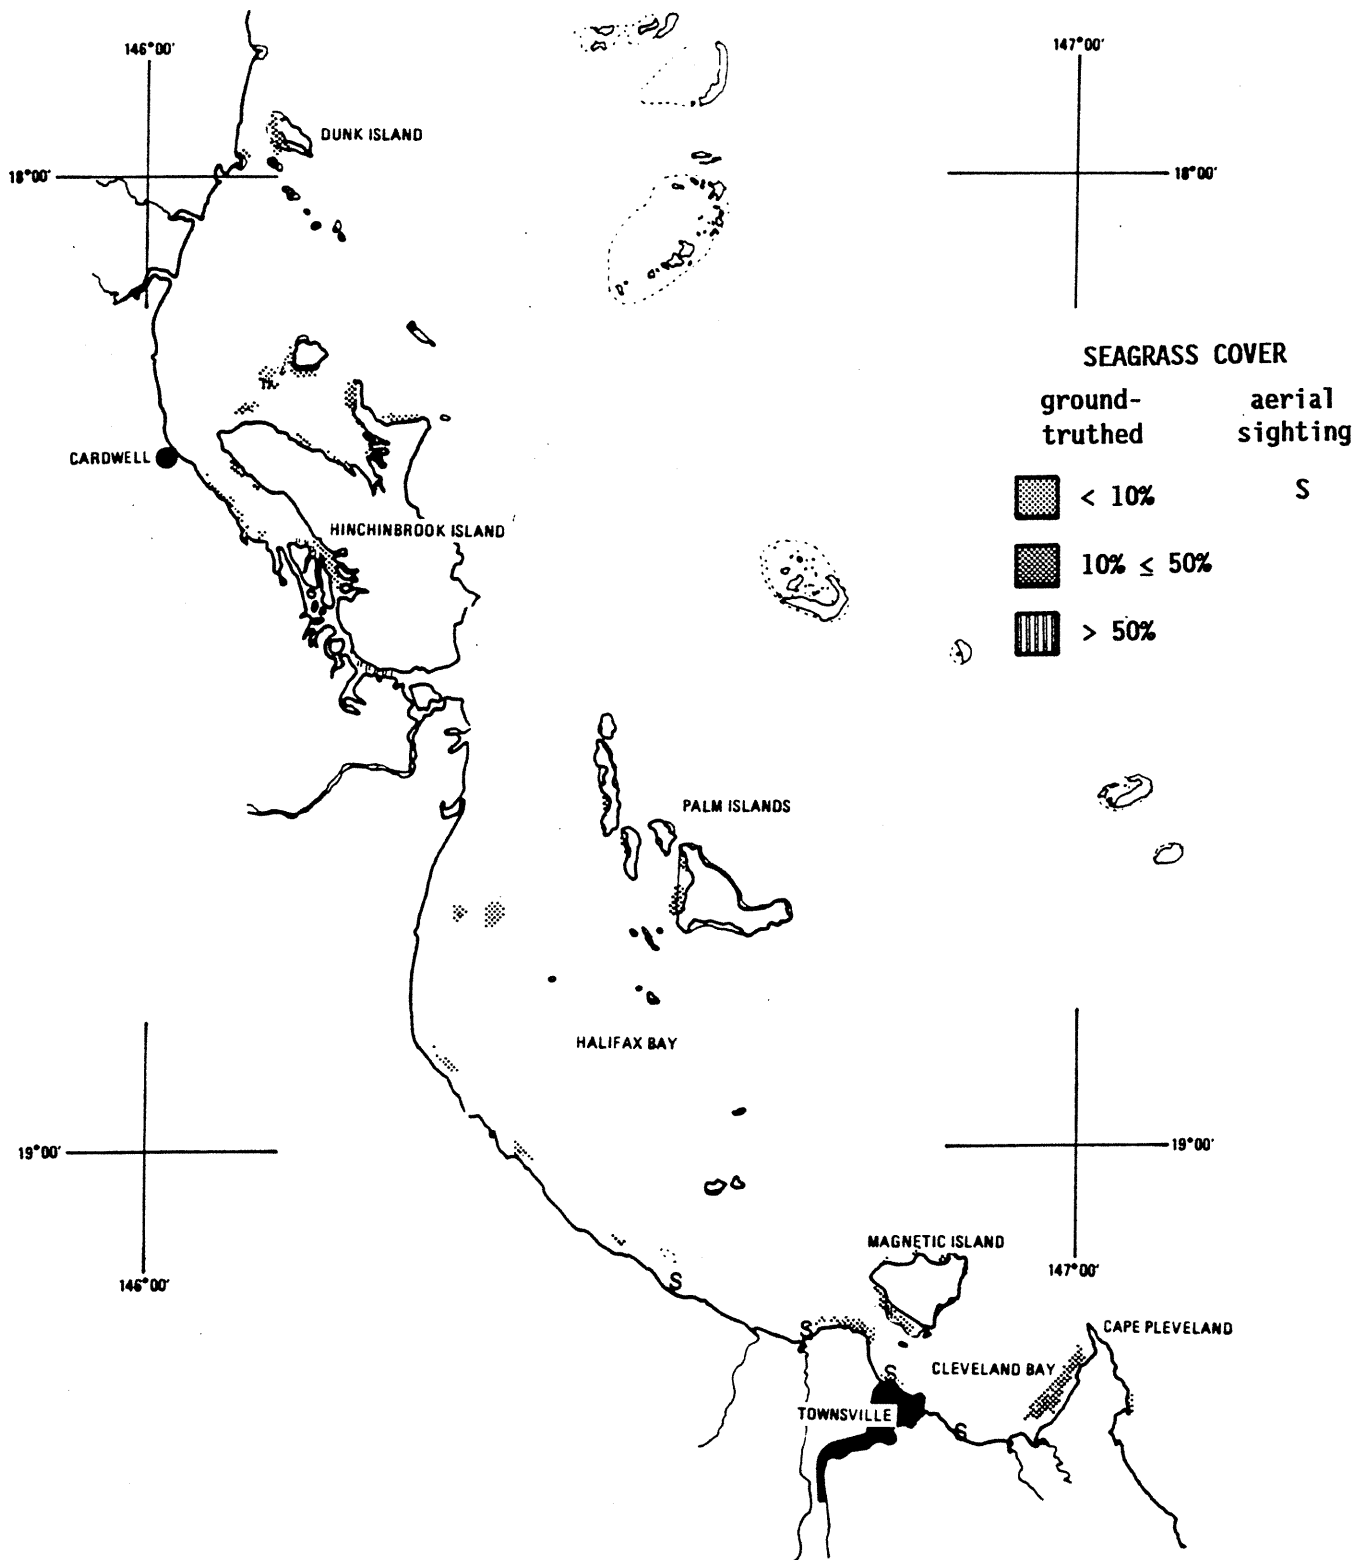 146°00'
147°00'
DUNK ISLAND
18°00'
18°00'
SEAGRASS COVER
ground-
truthed
aerial
sighting
< 10%
S
10% ≤ 50%
> 50%
CARDWELL
HINCHINBROOK ISLAND
PALM ISLANDS
HALIFAX BAY
19°00'
19°00'
146°00'
MAGNETIC ISLAND
147°00'
S
S
CAPE PLEVELAND
CLEVELAND BAY
S
TOWNSVILLE
S